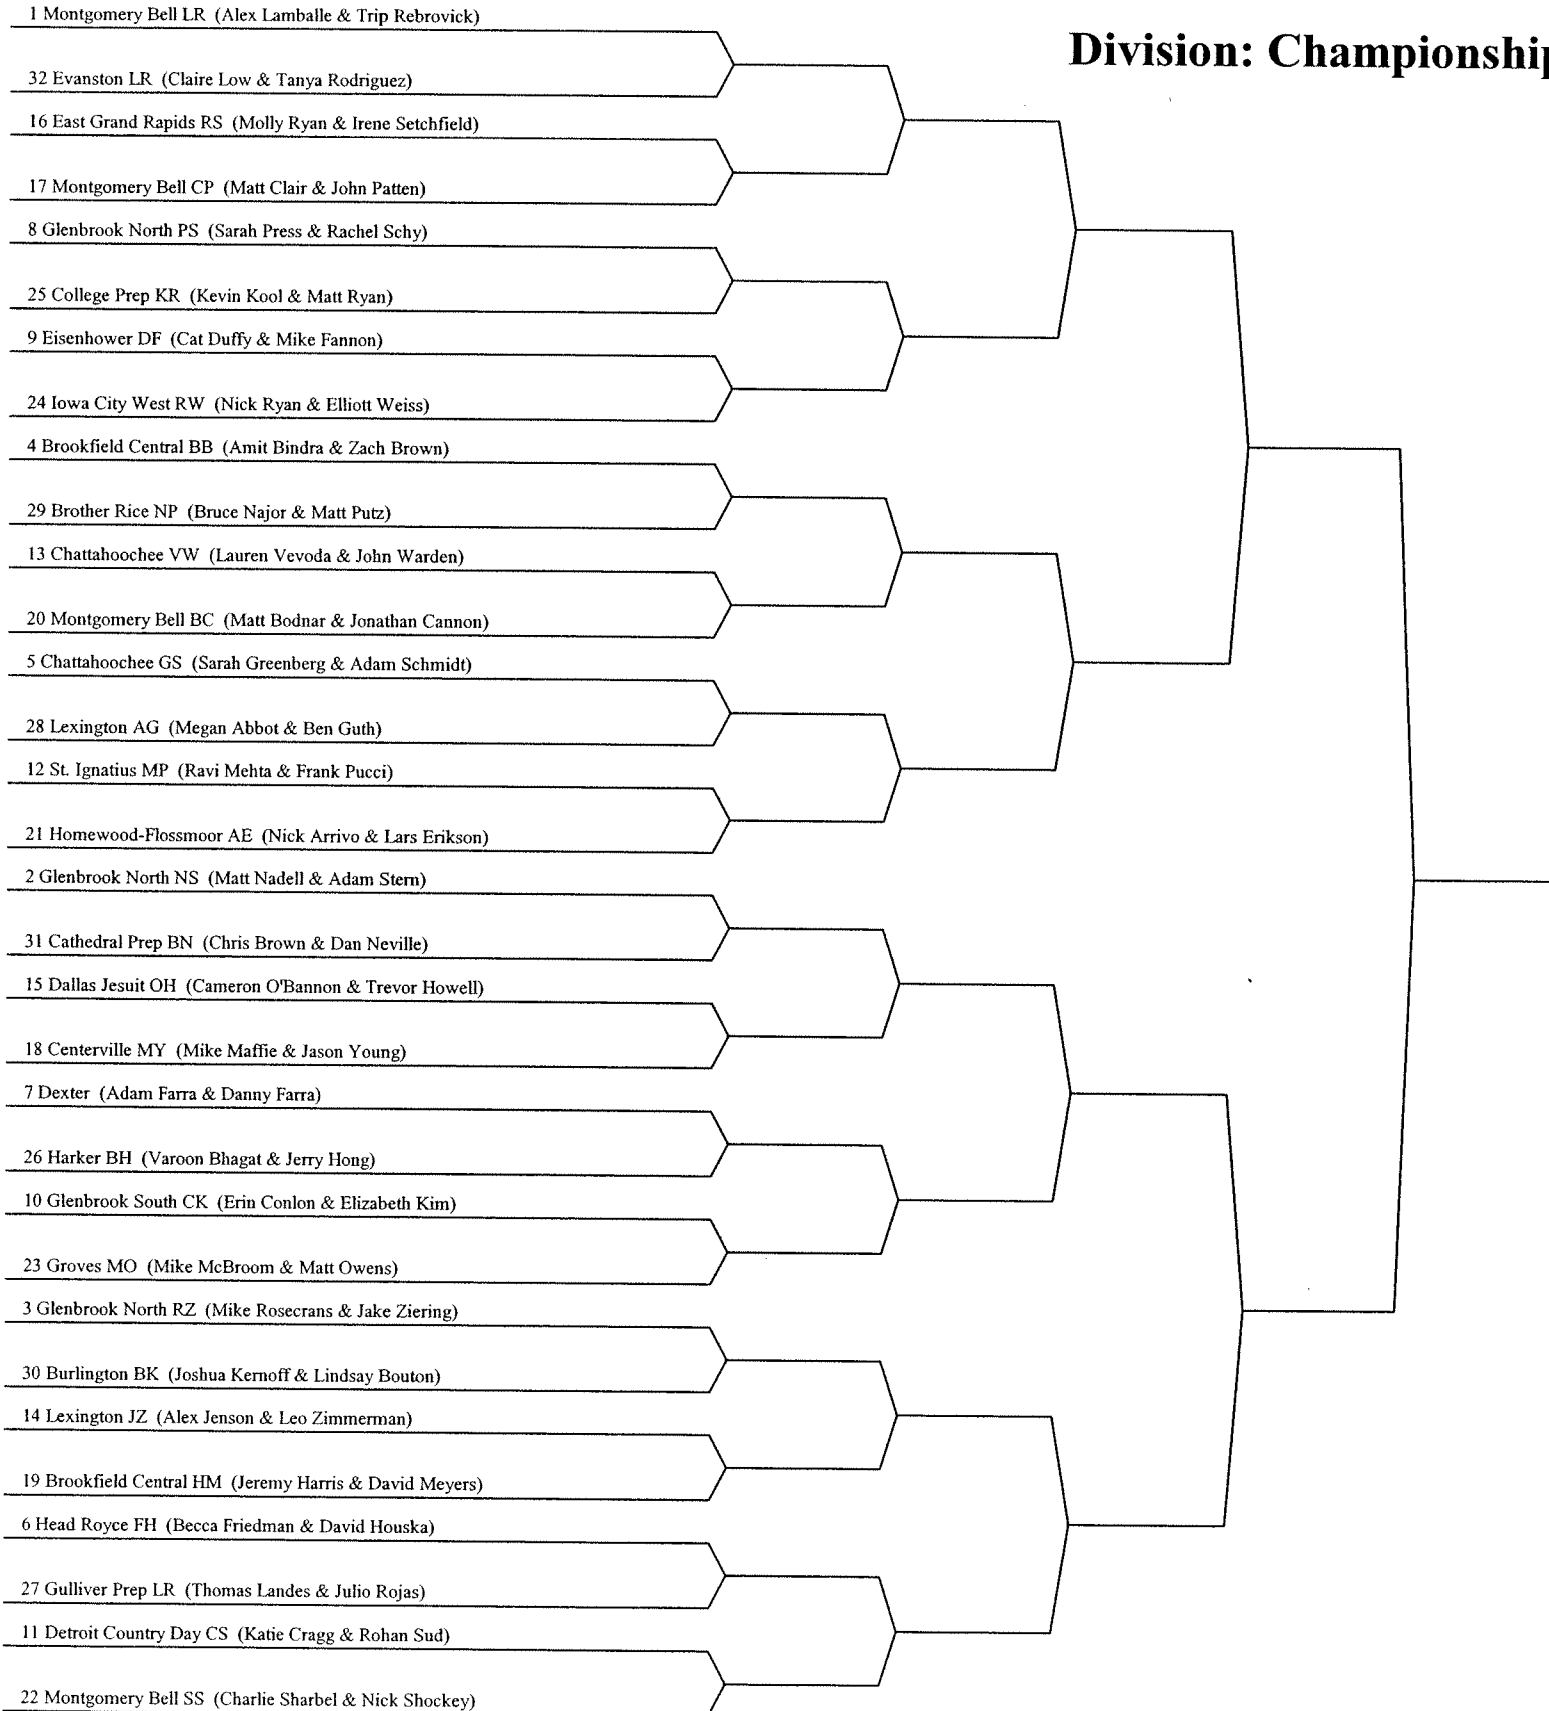 1 Montgomery Bell LR (Alex Lamballe & Trip Rebrovick)
Division: Championship
32 Evanston LR (Claire Low & Tanya Rodriguez)
16 East Grand Rapids RS (Molly Ryan & Irene Setchfield)
17 Montgomery Bell CP (Matt Clair & John Patten)
8 Glenbrook North PS (Sarah Press & Rachel Schy)
25 College Prep KR (Kevin Kool & Matt Ryan)
9 Eisenhower DF (Cat Duffy & Mike Fannon)
24 Iowa City West RW (Nick Ryan & Elliott Weiss)
4 Brookfield Central BB (Amit Bindra & Zach Brown)
29 Brother Rice NP (Bruce Najor & Matt Putz)
13 Chattahoochee VW (Lauren Vevoda & John Warden)
20 Montgomery Bell BC (Matt Bodnar & Jonathan Cannon)
5 Chattahoochee GS (Sarah Greenberg & Adam Schmidt)
28 Lexington AG (Megan Abbot & Ben Guth)
12 St. Ignatius MP (Ravi Mehta & Frank Pucci)
21 Homewood-Flossmoor AE (Nick Arrivo & Lars Erikson)
2 Glenbrook North NS (Matt Nadell & Adam Stern)
31 Cathedral Prep BN (Chris Brown & Dan Neville)
15 Dallas Jesuit OH (Cameron O'Bannon & Trevor Howell)
18 Centerville MY (Mike Maffie & Jason Young)
7 Dexter (Adam Farra & Danny Farra)
26 Harker BH (Varoon Bhagat & Jerry Hong)
10 Glenbrook South CK (Erin Conlon & Elizabeth Kim)
23 Groves MO (Mike McBroom & Matt Owens)
3 Glenbrook North RZ (Mike Rosecrans & Jake Ziering)
30 Burlington BK (Joshua Kernoff & Lindsay Bouton)
14 Lexington JZ (Alex Jenson & Leo Zimmerman)
19 Brookfield Central HM (Jeremy Harris & David Meyers)
6 Head Royce FH (Becca Friedman & David Houska)
27 Gulliver Prep LR (Thomas Landes & Julio Rojas)
11 Detroit Country Day CS (Katie Cragg & Rohan Sud)
22 Montgomery Bell SS (Charlie Sharbel & Nick Shockey)